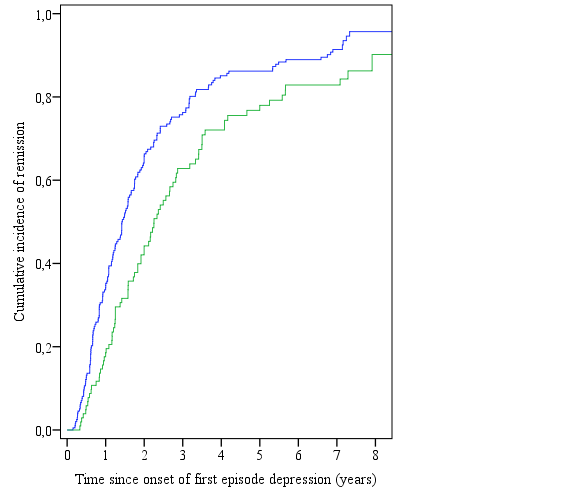 Cumulative incidence of remission
1,0
0,8
0,6
0,4
0,2
0,0
0 1 2 3 4 5 6 7 8
Time since onset of first episode depression (years)